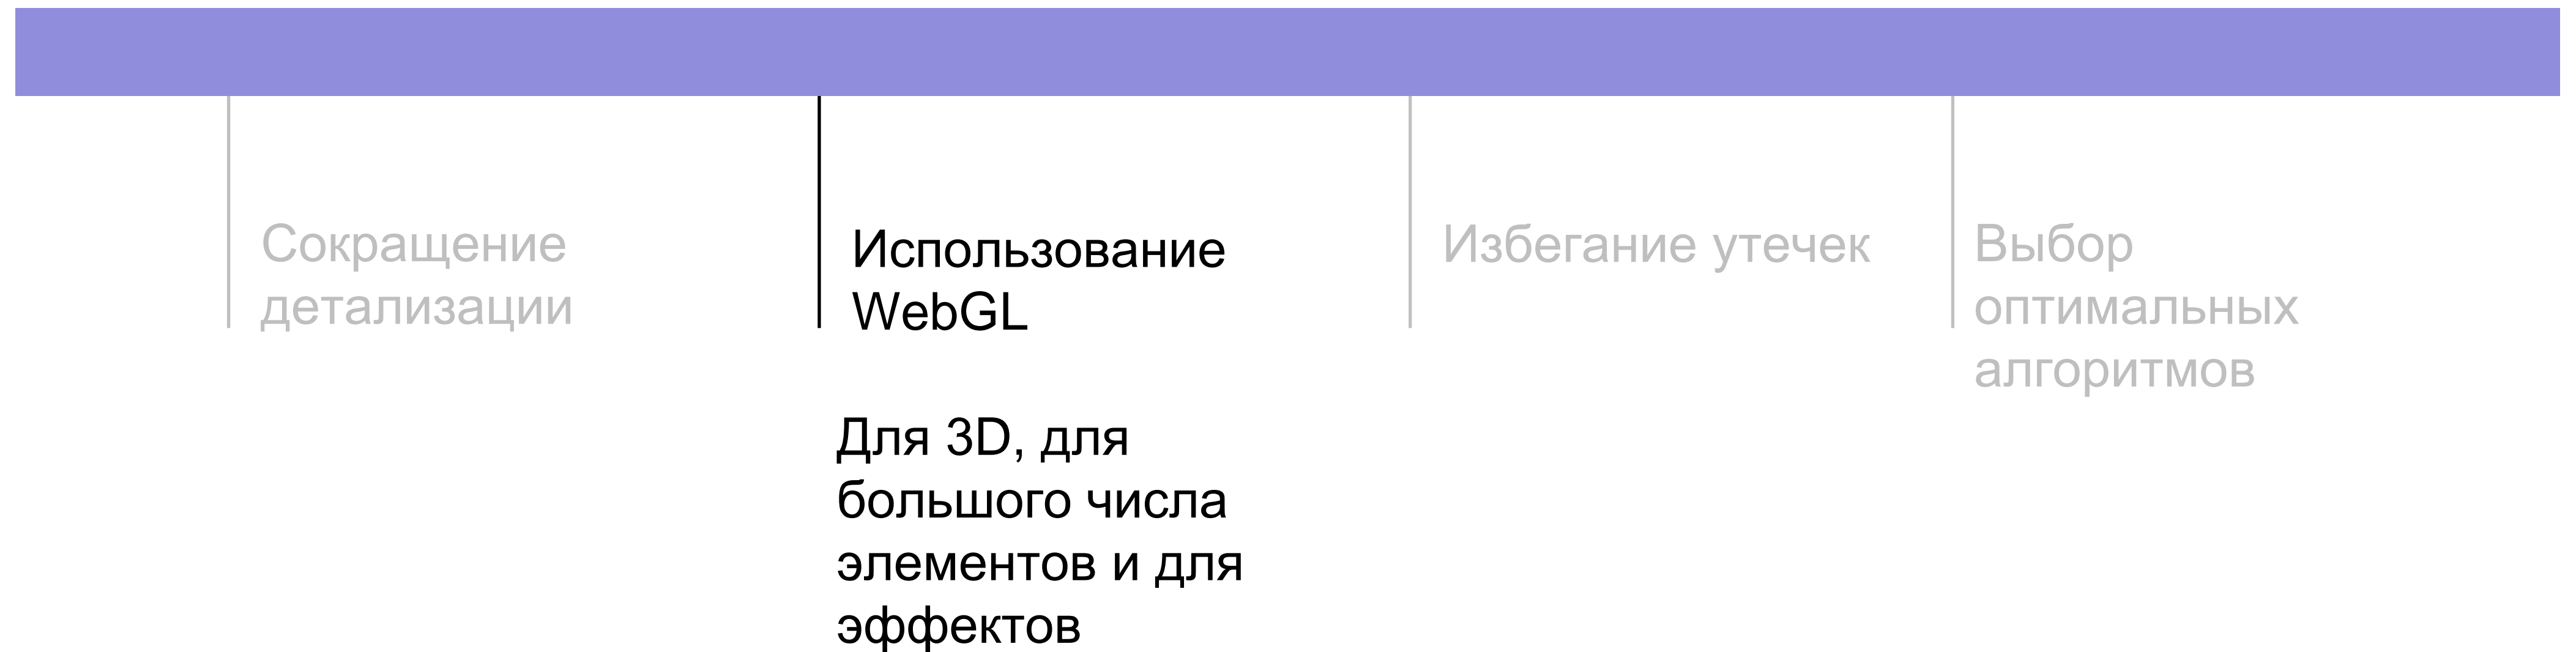 Сокращение
детализации
Использование
WebGL
Для 3D, для
большого числа
элементов и для
эффектов
Избегание утечек
Выбор
оптимальных
алгоритмов